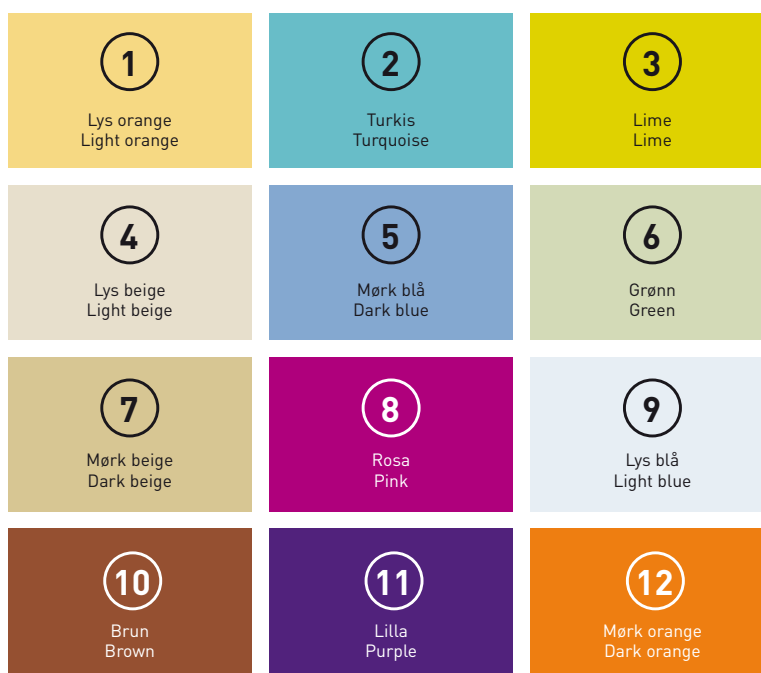 1
Lys orange
Light orange
2
Turkis
Turquoise
3
Lime
Lime
4
Lys beige
Light beige
5
Mørk blå
Dark blue
6
Grønn
Green
7
Mørk beige
Dark beige
8
Rosa
Pink
9
Lys blå
Light blue
10
Brun
Brown
11
Lilla
Purple
12
Mørk orange
Dark orange